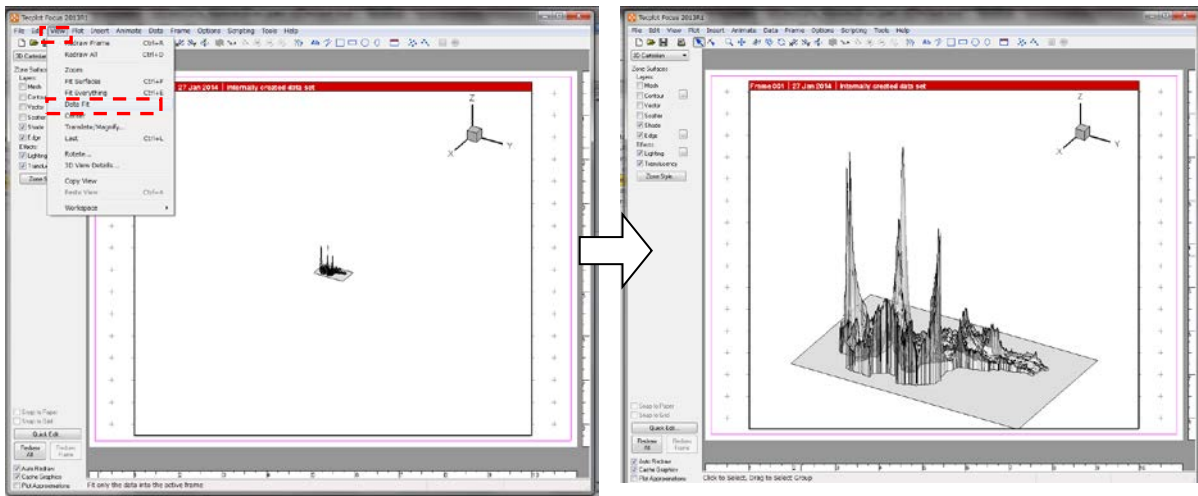 Tecplot Focus 2013R1
File Edit View Plot Insert Animate Data Frame Options Scripting Tools Help
Redraw Frame Ctrl+R
Redraw All Ctrl+D
Zoom
Fit Surfaces Ctrl+F
Fit Everything Ctrl+E
Data Fit
Center
Translate/Magnify...
Last Ctrl+L
Rotate...
3D View Details...
Copy View
Paste View Ctrl+A
Workspace
3D Cartesian
Zone Surfaces
Layers
Mesh
Contour
Vector
Scatter
Shade
Edge
Effects
Lighting
27 Jan 2014 | Internally created data set
Z
X
Y
Snap to Paper
Snap to Grid
Quick Edit...
Redraw All
Redraw Frame
Auto Redraw
Cache Graphics
Plot Approximations
Fit only the data into the active frame
Tecplot Focus 2013R1
File Edit View Plot Insert Animate Data Frame Options Scripting Tools Help
3D Cartesian
Zone Surfaces
Layers
Mesh
Contour
Vector
Scatter
Shade
Edge
Effects
Lighting
Translucency
Zone Style...
Frame 001 | 27 Jan 2014 | Internally created data set
Z
X
Y
Snap to Paper
Snap to Grid
Quick Edit...
Redraw All
Redraw Frame
Auto Redraw
Cache Graphics
Plot Approximations
Click to Select, Drag to Select Group